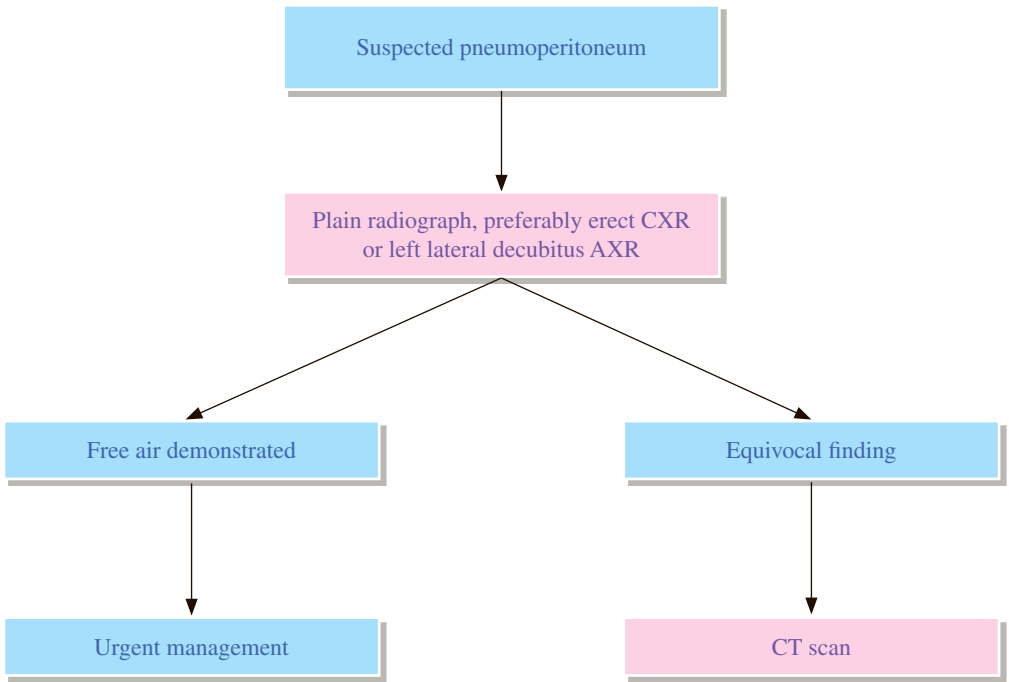 Suspected pneumoperitoneum
Plain radiograph, preferably erect CXR
or left lateral decubitus AXR
Free air demonstrated
Equivocal finding
Urgent management
CT scan